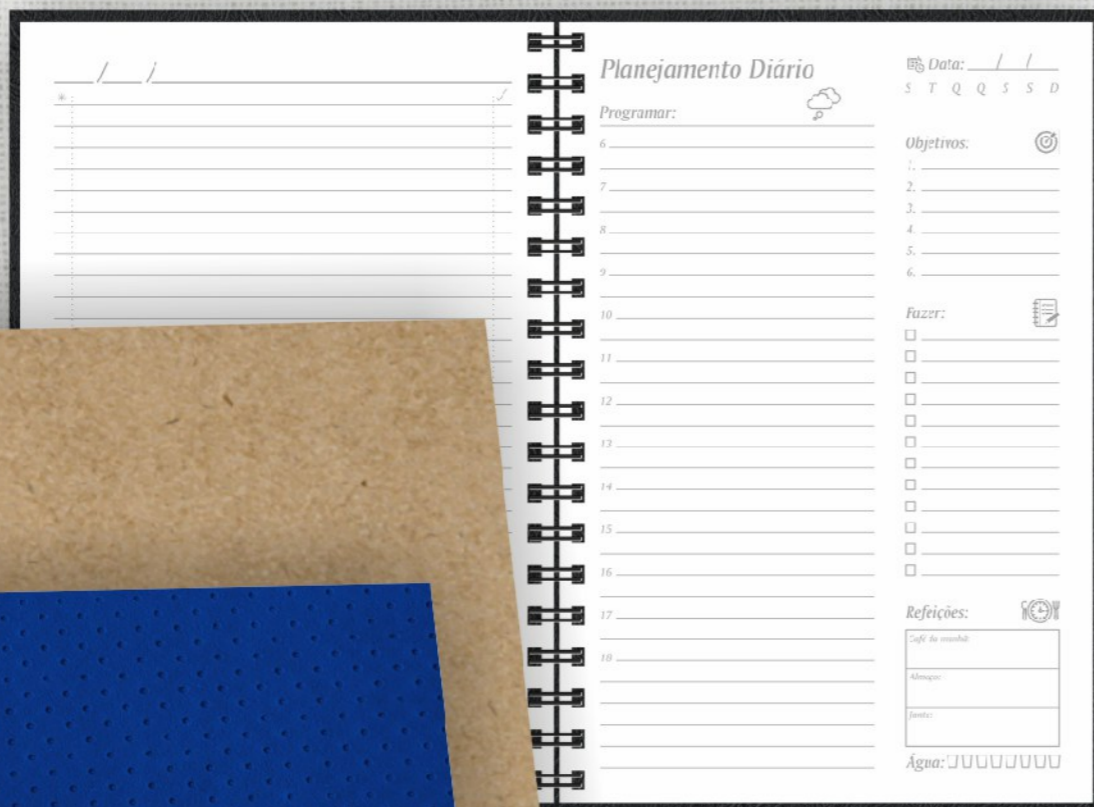 / /
Planejamento Diário
Programar:
6
7
8
9
10
11
12
13
14
15
16
17
18
Data: / /
S T Q Q S S D
Objetivos:
1.
2.
3.
4.
5.
6.
Fazer:
Refeições:
Café da manhã:
Almoço:
Janta:
Água: